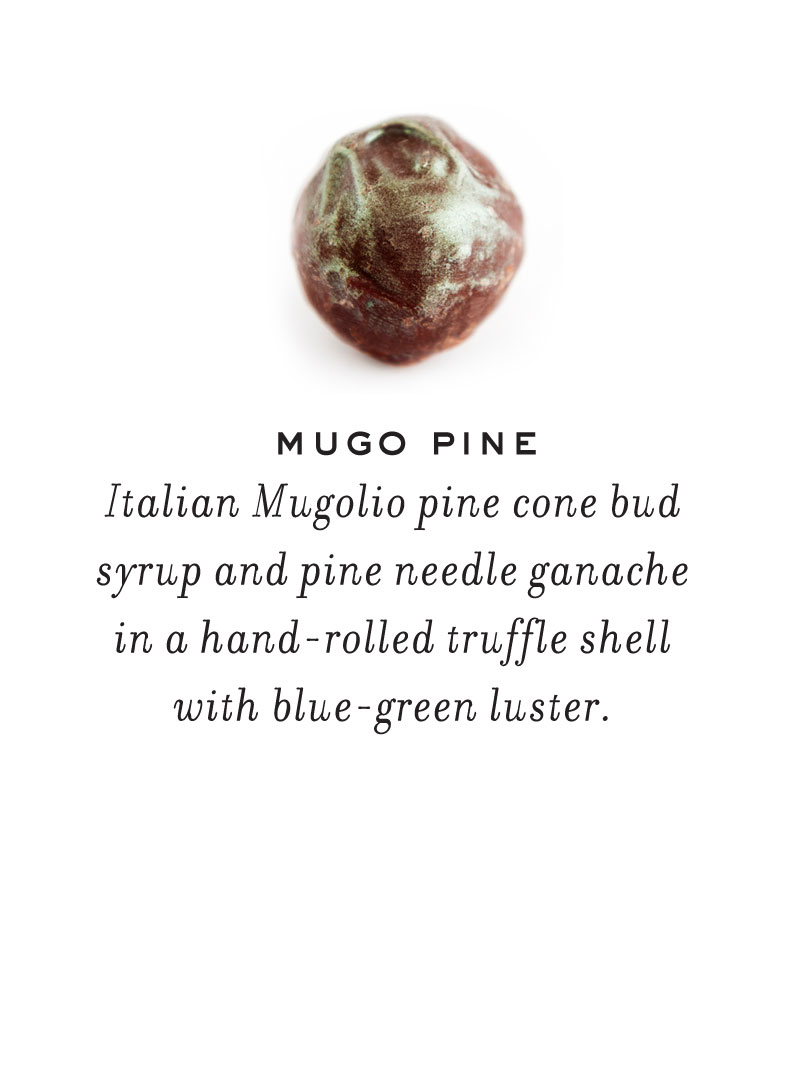 MUGO PINE
Italian Mugolio pine cone bud
syrup and pine needle ganache
in a hand-rolled truffle shell
with blue-green luster.